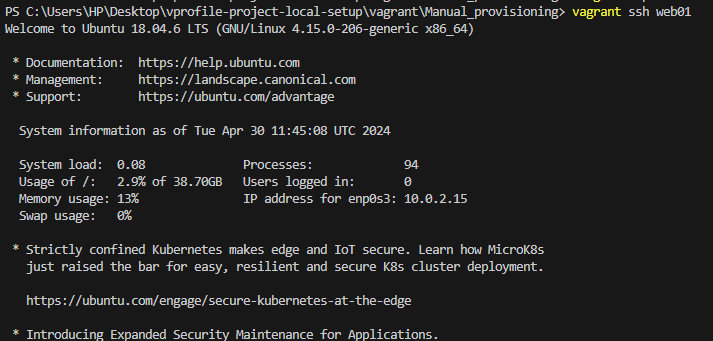 PS C:\Users\HP\Desktop\vprofile-project-local-setup\vagrant\Manual_provisioning> vagrant ssh web01
Welcome to Ubuntu 18.04.6 LTS (GNU/Linux 4.15.0-206-generic x86_64)
* Documentation: https://help.ubuntu.com
* Management: https://landscape.canonical.com
* Support: https://ubuntu.com/advantage
System information as of Tue Apr 30 11:45:08 UTC 2024
System load: 0.08 Processes: 94
Usage of /: 2.9% of 38.70GB Users logged in: 0
Memory usage: 13% IP address for enp0s3: 10.0.2.15
Swap usage: 0%
* Strictly confined Kubernetes makes edge and IoT secure. Learn how MicroK8s
just raised the bar for easy, resilient and secure K8s cluster deployment.
https://ubuntu.com/engage/secure-kubernetes-at-the-edge
* Introducing Expanded Security Maintenance for Applications.